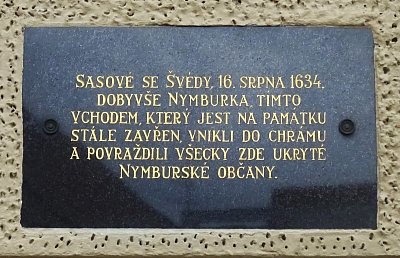 SASOVÉ SE ŠVÉDY, 16. SRPNA 1634,
DOBYVŠE NYMBURKA, TÍMTO
VCHODEM, KTERÝ JEST NA PAMÁTKU
STÁLE ZAVŘEN, VNIKLI DO CHRÁMU
A POVRAŽDILI VŠECKY ZDE UKRYTÉ
NYMBURSKÉ OBČANY.